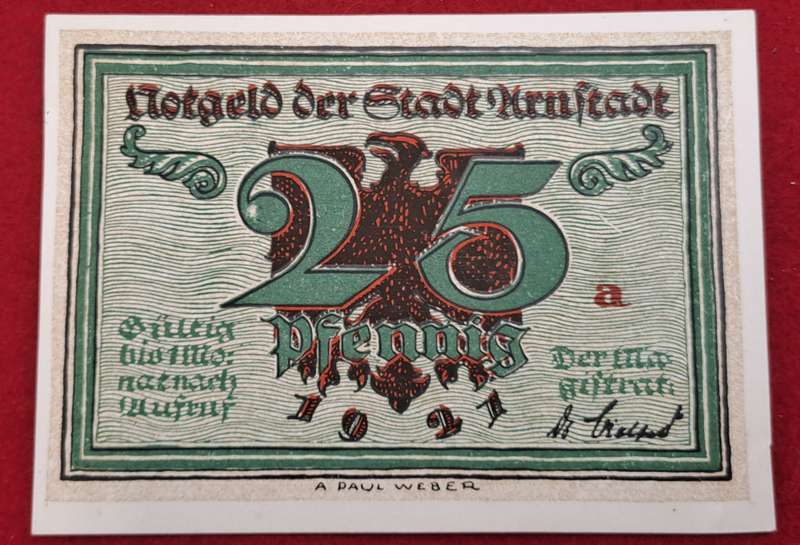 Notgeld der Stadt Arnstadt
25
a
Pfennig
Gültig
bis 1 Mo:
nat nach
Aufruf
Der Ma-
gistrat:
1921
A PAUL WEBER